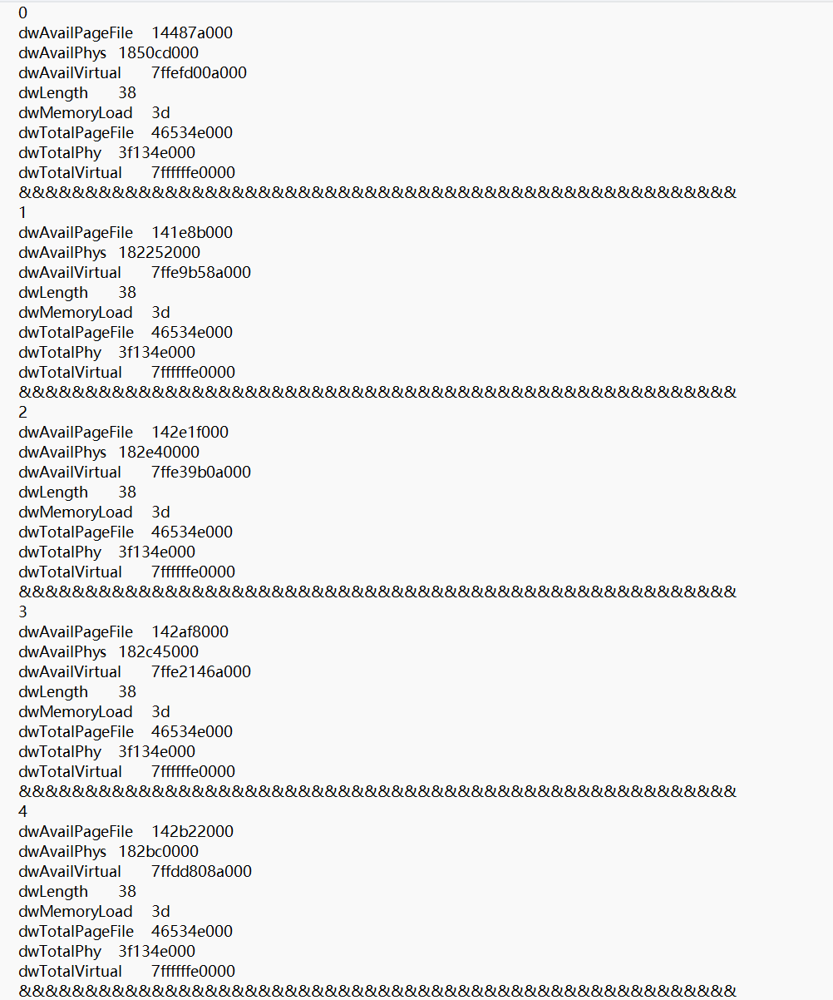 0
dwAvailPageFile 14487a000
dwAvailPhys 1850cd000
dwAvailVirtual 7ffefd00a000
dwLength 38
dwMemoryLoad 3d
dwTotalPageFile 46534e000
dwTotalPhy 3f134e000
dwTotalVirtual 7ffffffe0000
&&&&&&&&&&&&&&&&&&&&&&&&&&&&&&&&&&&&&&&&&&&&&&&&&&&&&&
1
dwAvailPageFile 141e8b000
dwAvailPhys 182252000
dwAvailVirtual 7ffe9b58a000
dwLength 38
dwMemoryLoad 3d
dwTotalPageFile 46534e000
dwTotalPhy 3f134e000
dwTotalVirtual 7ffffffe0000
&&&&&&&&&&&&&&&&&&&&&&&&&&&&&&&&&&&&&&&&&&&&&&&&&&&&&&
2
dwAvailPageFile 142e1f000
dwAvailPhys 182e40000
dwAvailVirtual 7ffe39b0a000
dwLength 38
dwMemoryLoad 3d
dwTotalPageFile 46534e000
dwTotalPhy 3f134e000
dwTotalVirtual 7ffffffe0000
&&&&&&&&&&&&&&&&&&&&&&&&&&&&&&&&&&&&&&&&&&&&&&&&&&&&&&
3
dwAvailPageFile 142af8000
dwAvailPhys 182c45000
dwAvailVirtual 7ffe2146a000
dwLength 38
dwMemoryLoad 3d
dwTotalPageFile 46534e000
dwTotalPhy 3f134e000
dwTotalVirtual 7ffffffe0000
&&&&&&&&&&&&&&&&&&&&&&&&&&&&&&&&&&&&&&&&&&&&&&&&&&&&&&
4
dwAvailPageFile 142b22000
dwAvailPhys 182bc0000
dwAvailVirtual 7ffdd808a000
dwLength 38
dwMemoryLoad 3d
dwTotalPageFile 46534e000
dwTotalPhy 3f134e000
dwTotalVirtual 7ffffffe0000
&&&&&&&&&&&&&&&&&&&&&&&&&&&&&&&&&&&&&&&&&&&&&&&&&&&&&&